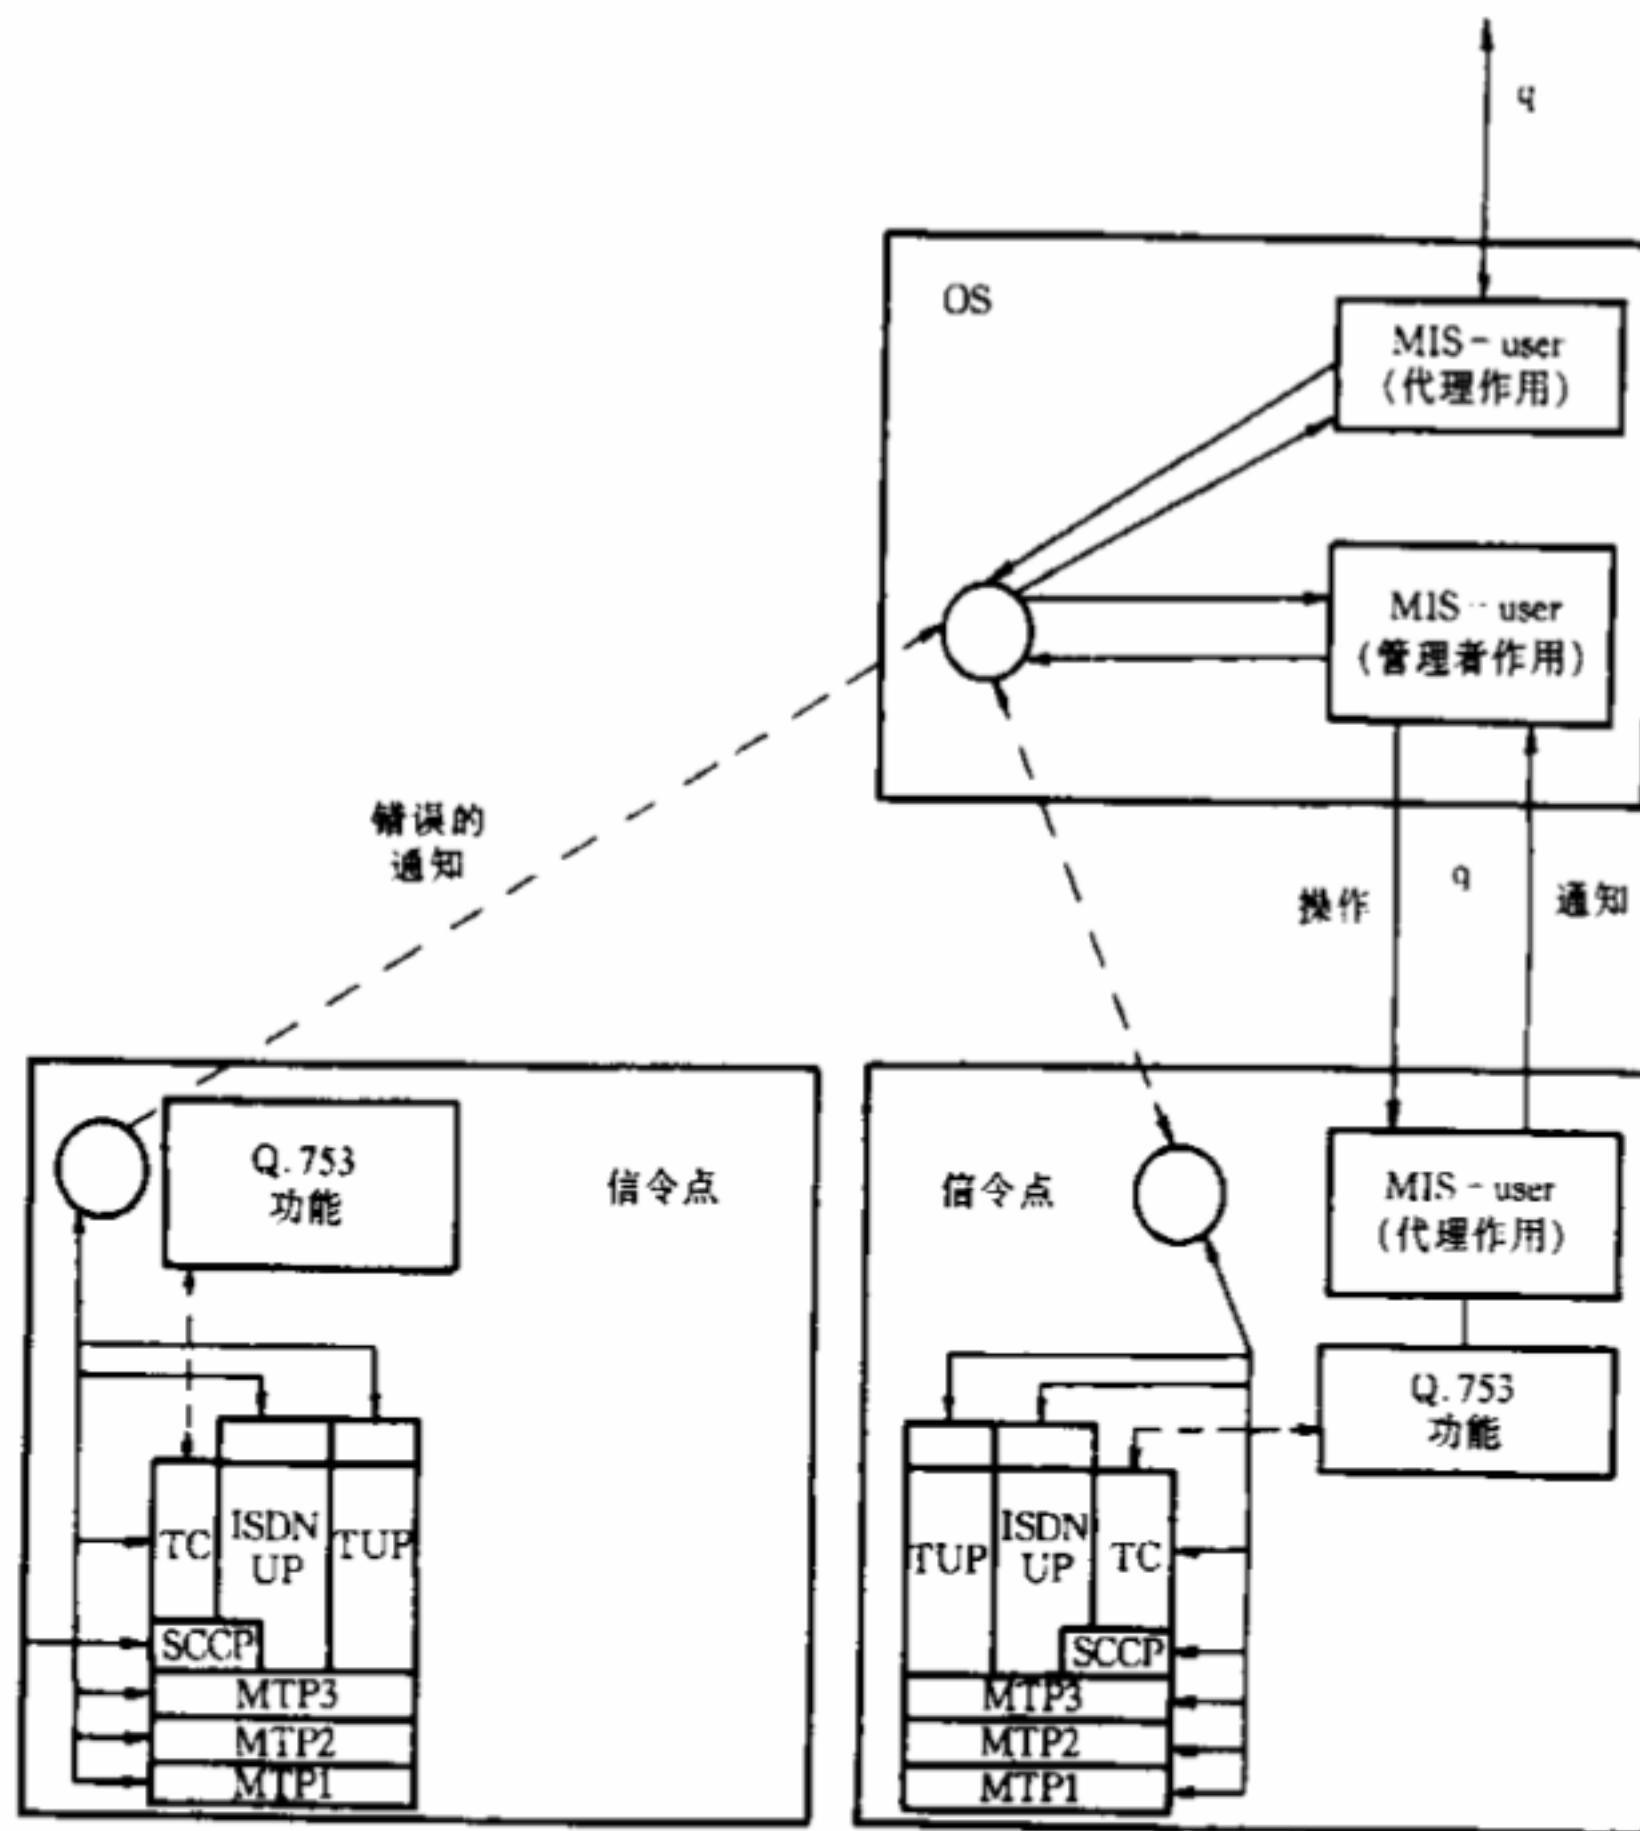 q
OS
MIS-user
(代理作用)
MIS-user
(管理者作用)
错误的
通知
操作
q
通知
Q.753
功能
信令点
信令点
MIS-user
(代理作用)
Q.753
功能
TC
ISDN
UP
TUP
SCCP
MTP3
MTP2
MTP1
TUP
ISDN
UP
TC
SCCP
MTP3
MTP2
MTP1